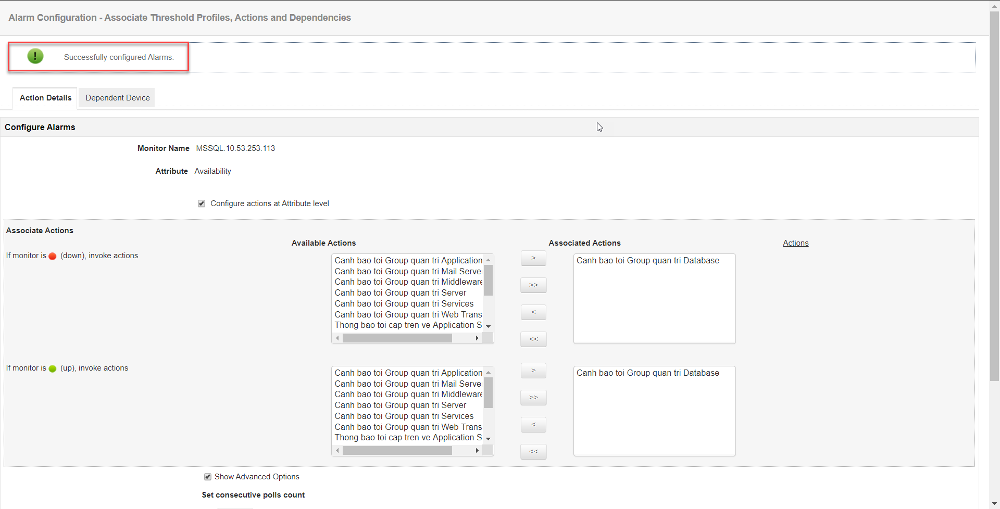 Alarm Configuration - Associate Threshold Profiles, Actions and Dependencies
Successfully configured Alarms.
Action Details
Dependent Device
Configure Alarms
Monitor Name MSSQL.10.53.253.113
Attribute Availability
Configure actions at Attribute level
Associate Actions
Available Actions
Associated Actions
Actions
If monitor is (down), invoke actions
Canh bao toi Group quan tri Application
Canh bao toi Group quan tri Mail Server
Canh bao toi Group quan tri Middleware
Canh bao toi Group quan tri Server
Canh bao toi Group quan tri Services
Canh bao toi Group quan tri Web Trans
Thong bao toi cap tren ve Application S
>
>>
<
<<
Canh bao toi Group quan tri Database
If monitor is (up), invoke actions
Canh bao toi Group quan tri Application
Canh bao toi Group quan tri Mail Server
Canh bao toi Group quan tri Middleware
Canh bao toi Group quan tri Server
Canh bao toi Group quan tri Services
Canh bao toi Group quan tri Web Trans
Thong bao toi cap tren ve Application S
>
>>
<
<<
Canh bao toi Group quan tri Database
Show Advanced Options
Set consecutive polls count